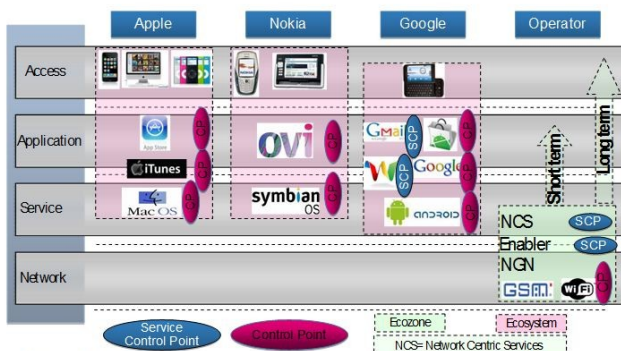 Apple
Nokia
Google
Operator
Access
Application
App Store
CP
ovi
CP
Gmail
SCP
CP
Short term
Long term
iTunes
CP
SCP
Google
CP
Service
Mac OS
CP
symbian
OS
CP
android
CP
NCS
SCP
Enabler
SCP
Network
NGN
GSM
WiFi
CP
Service
Control Point
Control Point
Ecozone
Ecosystem
NCS= Network Centric Services